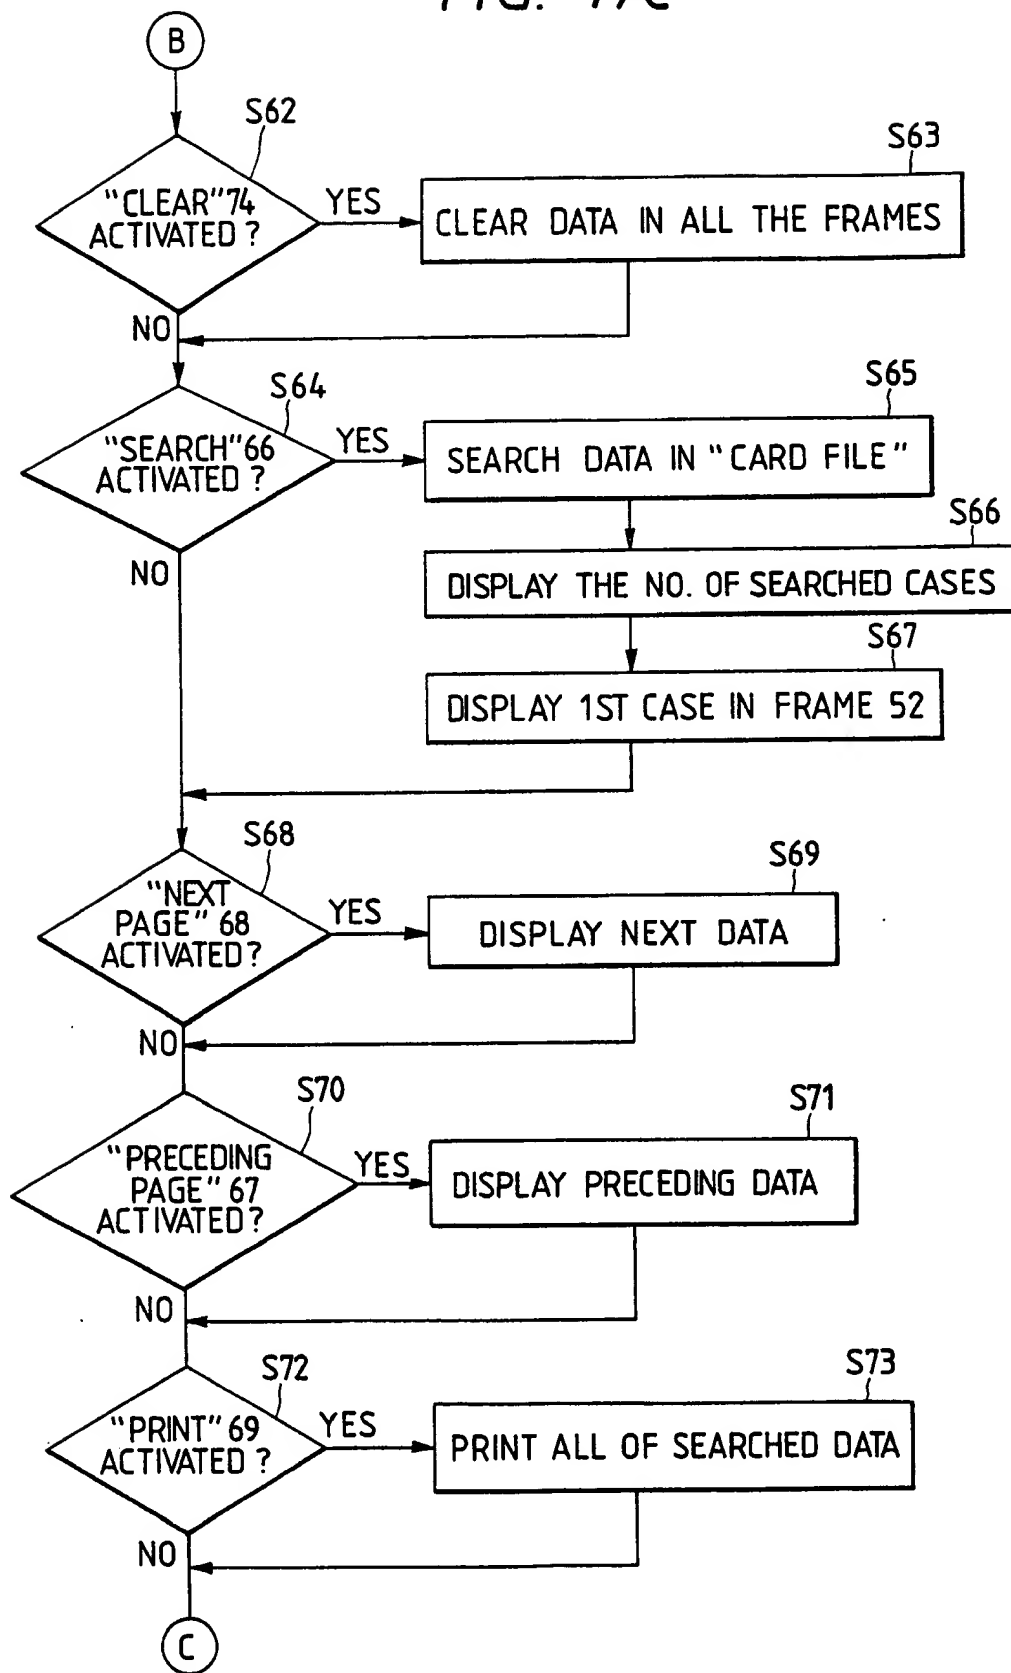 B
S62
"CLEAR" 74
ACTIVATED ?
YES
NO
S63
CLEAR DATA IN ALL THE FRAMES
S64
"SEARCH" 66
ACTIVATED ?
YES
NO
S65
SEARCH DATA IN "CARD FILE"
S66
DISPLAY THE NO. OF SEARCHED CASES
S67
DISPLAY 1ST CASE IN FRAME 52
S68
"NEXT
PAGE" 68
ACTIVATED ?
YES
NO
S69
DISPLAY NEXT DATA
S70
"PRECEDING
PAGE" 67
ACTIVATED ?
YES
NO
S71
DISPLAY PRECEDING DATA
S72
"PRINT" 69
ACTIVATED ?
YES
NO
S73
PRINT ALL OF SEARCHED DATA
C